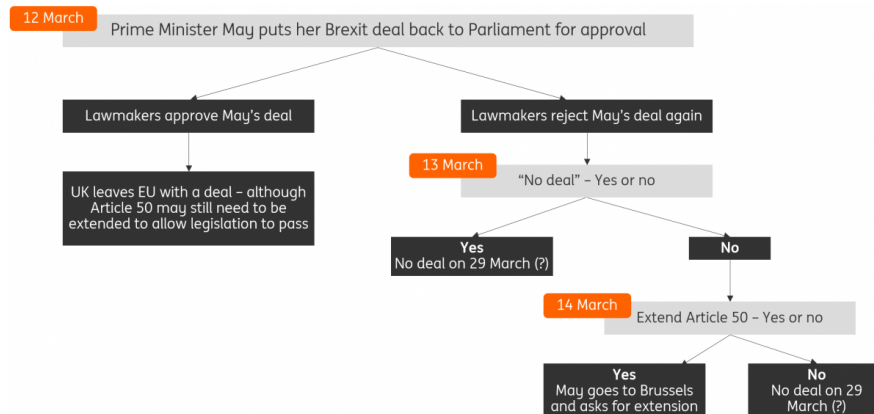 12 March
Prime Minister May puts her Brexit deal back to Parliament for approval
Lawmakers approve May's deal
Lawmakers reject May's deal again
13 March
UK leaves EU with a deal – although
Article 50 may still need to be
extended to allow legislation to pass
“No deal” – Yes or no
Yes
No deal on 29 March (?)
No
14 March
Extend Article 50 – Yes or no
Yes
May goes to Brussels
and asks for extension
No
No deal on 29
March (?)